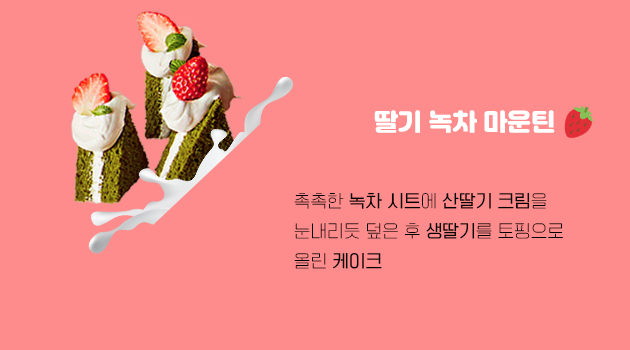 딸기 녹차 마운틴
촉촉한 녹차 시트에 산딸기 크림을
눈내리듯 덮은 후 생딸기를 토핑으로
올린 케이크